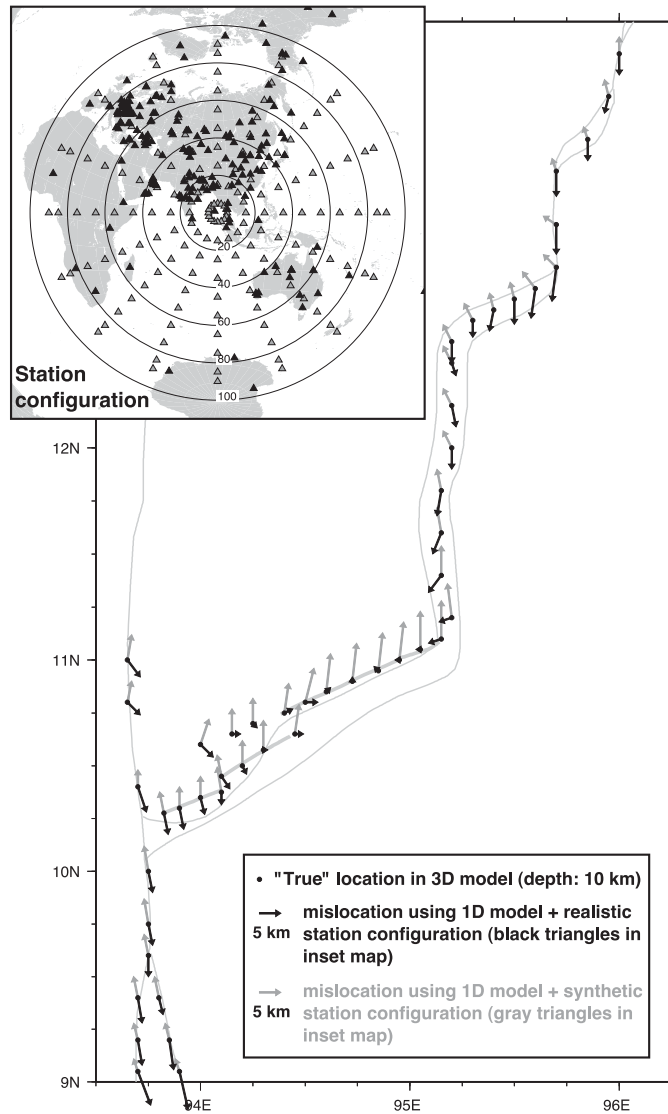 20
40
60
80
100
Station
configuration
12N
11N
10N
9N
94E
95E
96E
"True" location in 3D model (depth: 10 km)
5 km
mislocation using 1D model + realistic
station configuration (black triangles in
inset map)
5 km
mislocation using 1D model + synthetic
station configuration (gray triangles in
inset map)